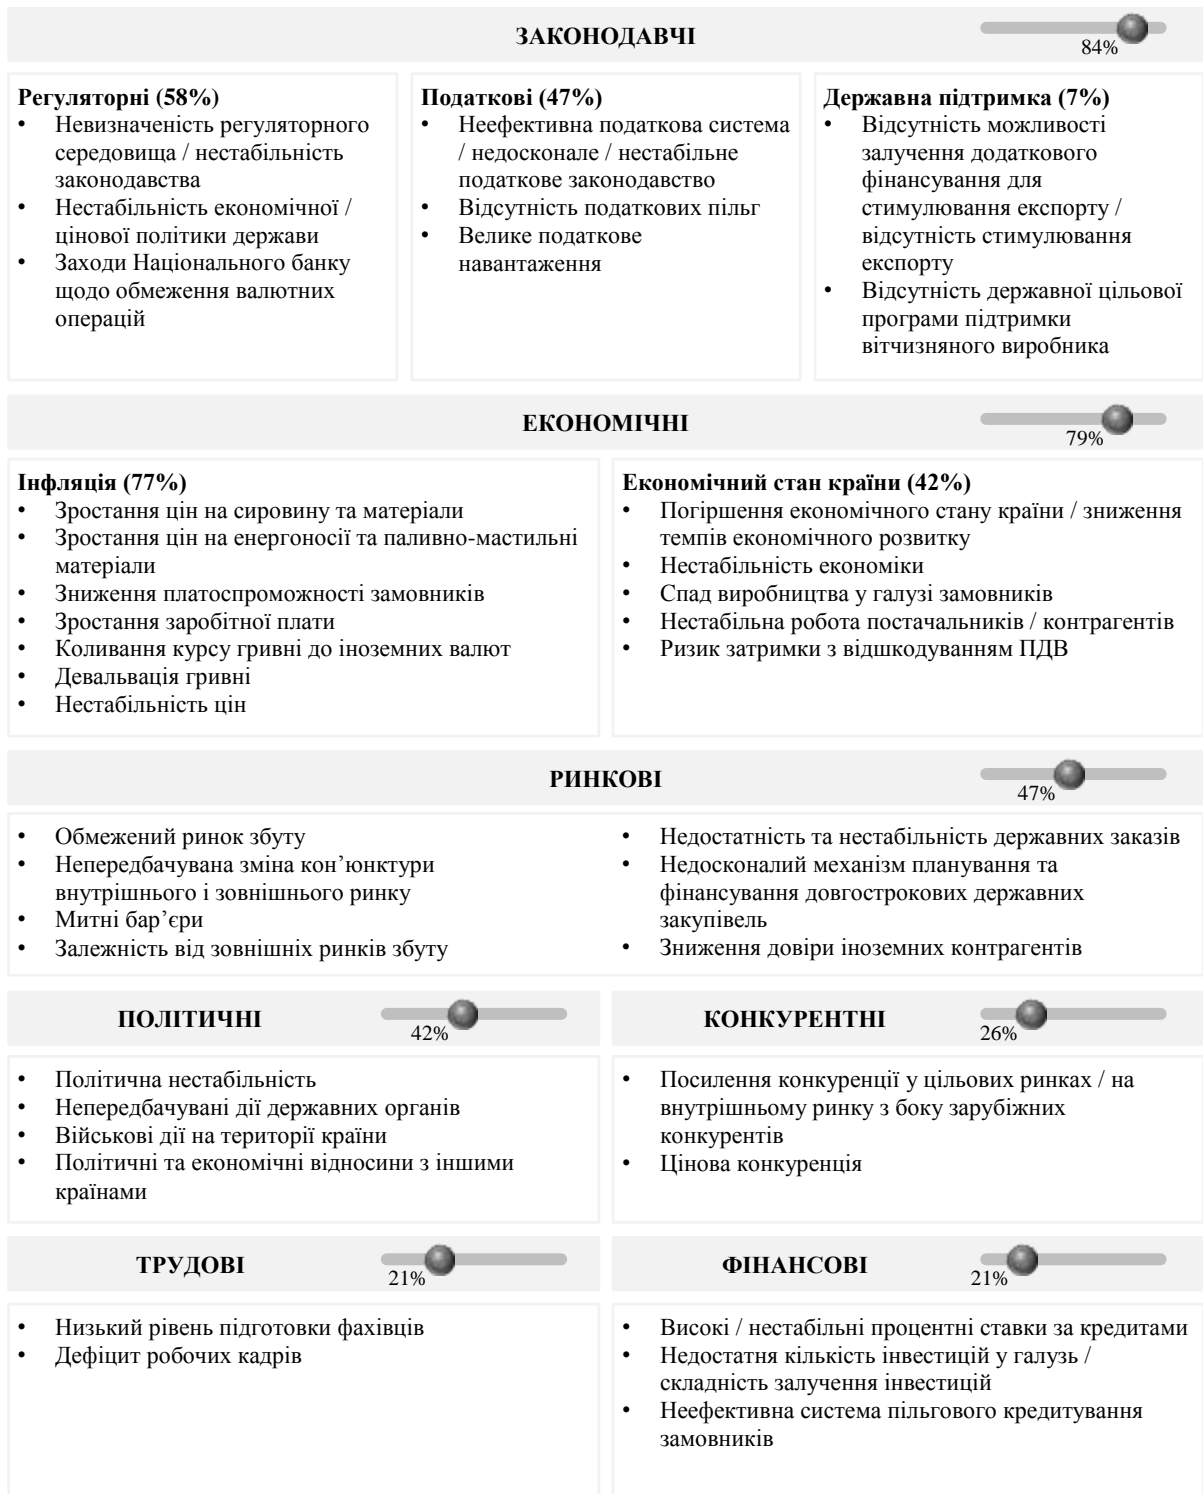 ЗАКОНОДАВЧІ
84%
Регуляторні (58%)
• Невизначеність регуляторного
середовища / нестабільність
законодавства
• Нестабільність економічної /
цінової політики держави
• Заходи Національного банку
щодо обмеження валютних
операцій
Податкові (47%)
• Неефективна податкова система
/ недосконале / нестабільне
податкове законодавство
• Відсутність податкових пільг
• Велике податкове
навантаження
Державна підтримка (7%)
• Відсутність можливості
залучення додаткового
фінансування для
стимулювання експорту /
відсутність стимулювання
експорту
• Відсутність державної цільової
програми підтримки
вітчизняного виробника
ЕКОНОМІЧНІ
79%
Інфляція (77%)
• Зростання цін на сировину та матеріали
• Зростання цін на енергоносії та паливно-мастильні
матеріали
• Зниження платоспроможності замовників
• Зростання заробітної плати
• Коливання курсу гривні до іноземних валют
• Девальвація гривні
• Нестабільність цін
Економічний стан країни (42%)
• Погіршення економічного стану країни / зниження
темпів економічного розвитку
• Нестабільність економіки
• Спад виробництва у галузі замовників
• Нестабільна робота постачальників / контрагентів
• Ризик затримки з відшкодуванням ПДВ
РИНКОВІ
47%
• Обмежений ринок збуту
• Непередбачувана зміна кон’юнктури
внутрішнього і зовнішнього ринку
• Митні бар’єри
• Залежність від зовнішніх ринків збуту
• Недостатність та нестабільність державних заказів
• Недосконалий механізм планування та
фінансування довгострокових державних
закупівель
• Зниження довіри іноземних контрагентів
ПОЛІТИЧНІ
42%
• Політична нестабільність
• Непередбачувані дії державних органів
• Військові дії на території країни
• Політичні та економічні відносини з іншими
країнами
КОНКУРЕНТНІ
26%
• Посилення конкуренції у цільових ринках / на
внутрішньому ринку з боку зарубіжних
конкурентів
• Цінова конкуренція
ТРУДОВІ
21%
• Низький рівень підготовки фахівців
• Дефіцит робочих кадрів
ФІНАНСОВІ
21%
• Високі / нестабільні процентні ставки за кредитами
• Недостатня кількість інвестицій у галузь /
складність залучення інвестицій
• Неефективна система пільгового кредитування
замовників